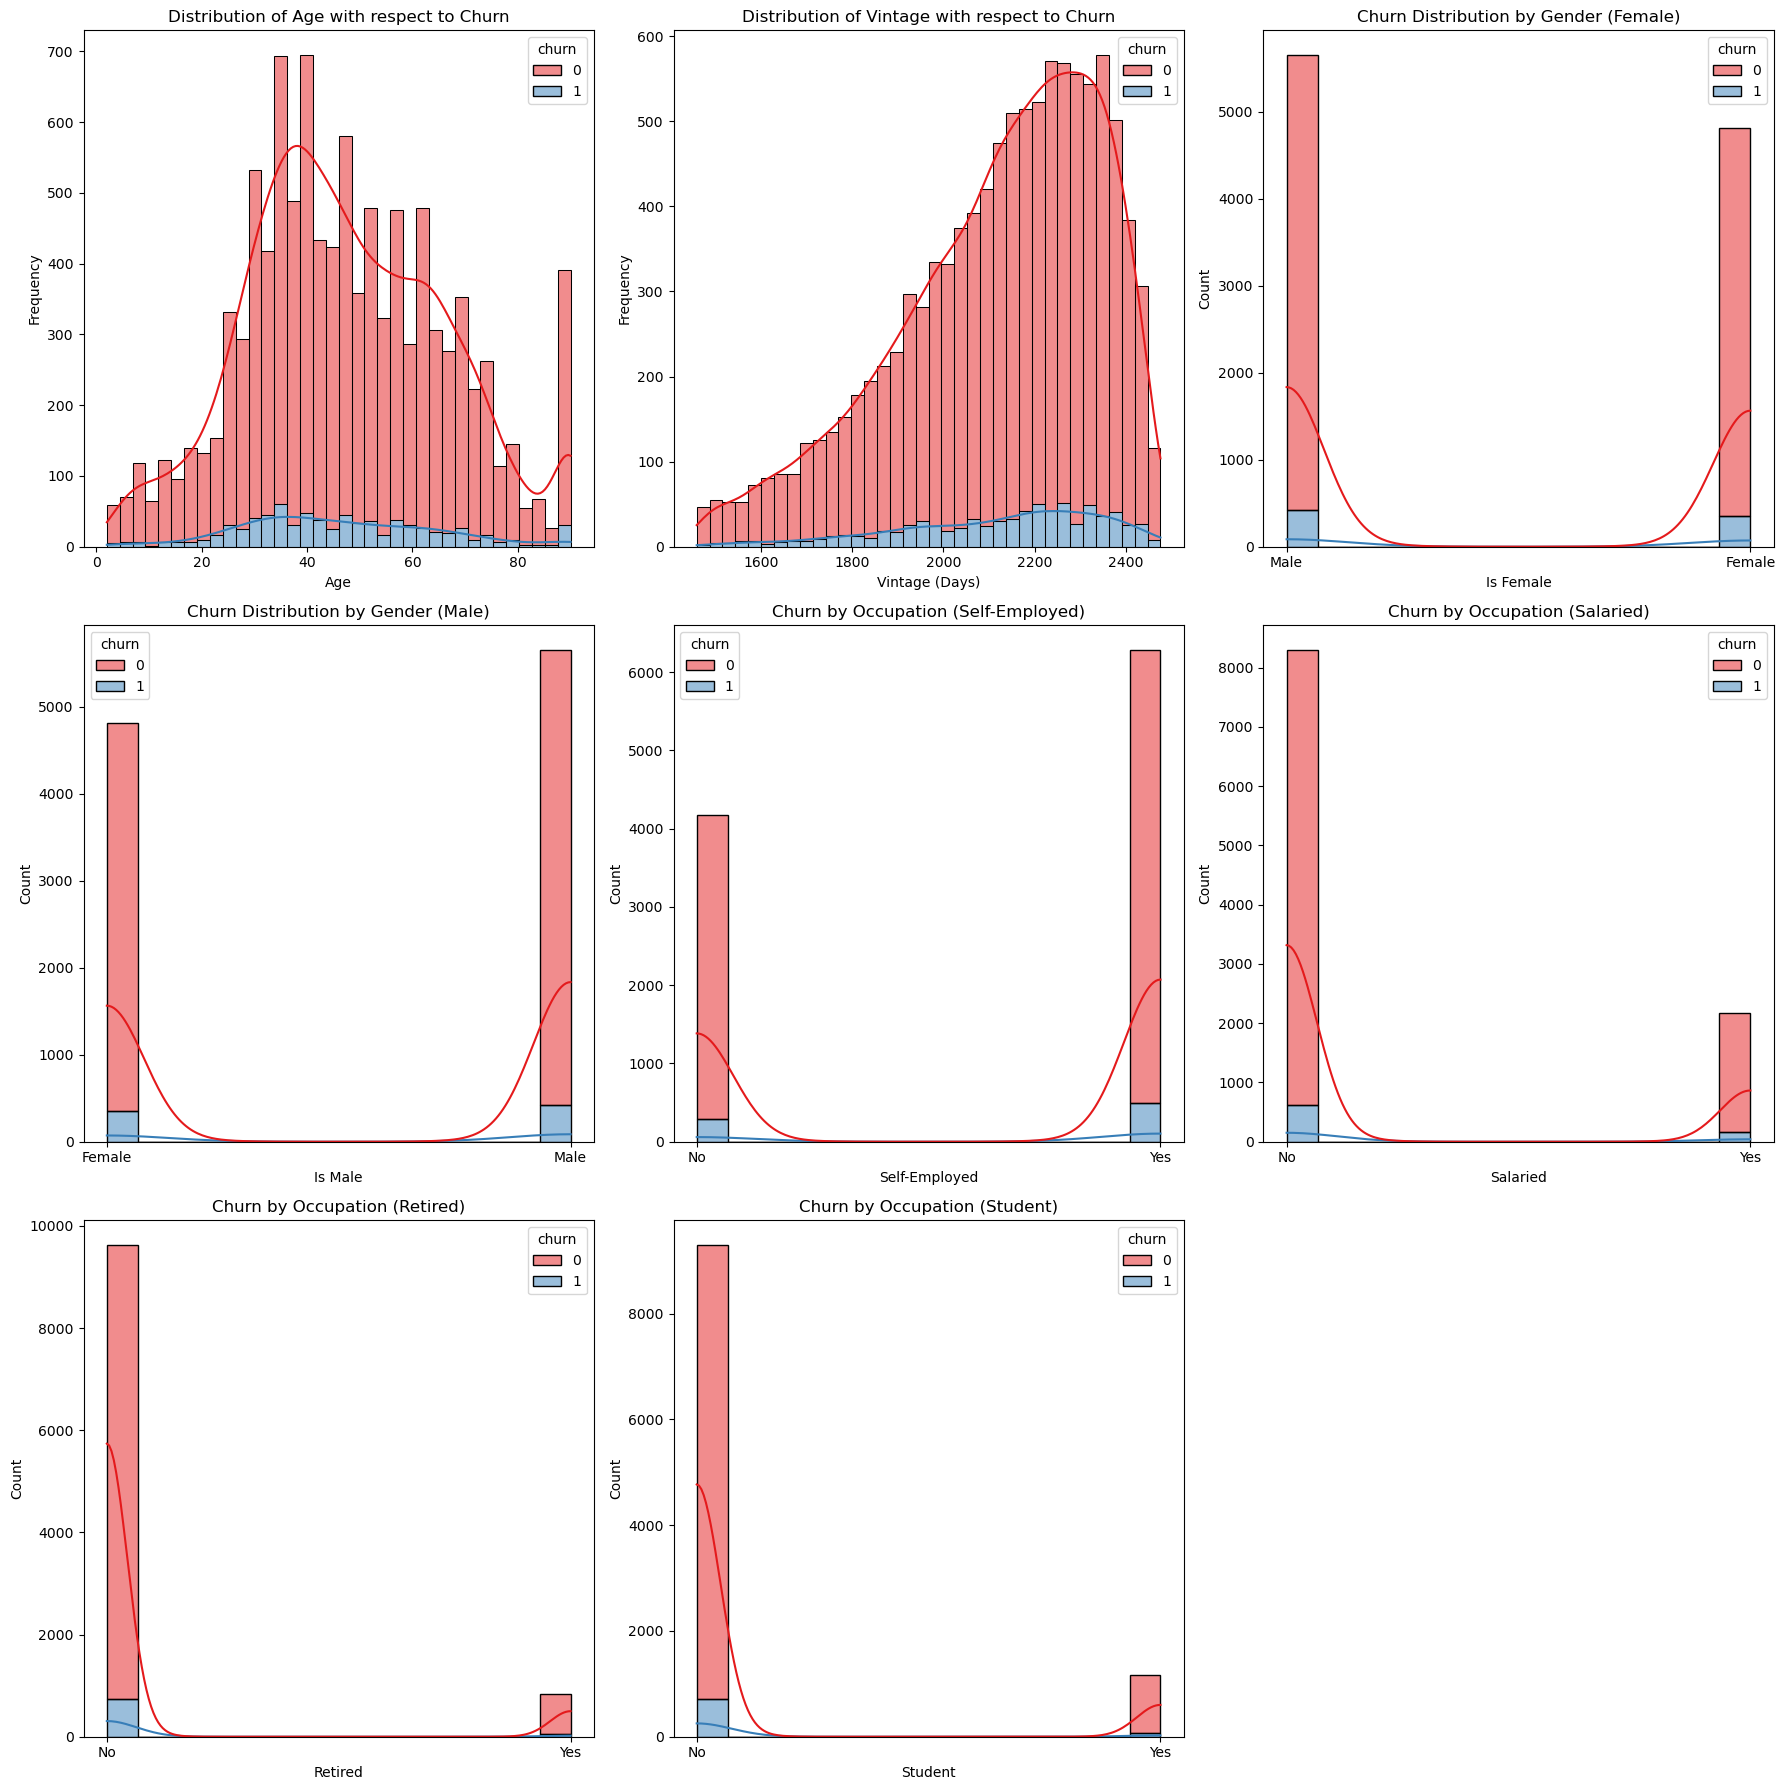 Distribution of Age with respect to Churn
churn
0
1
700
600
500
400
300
200
100
0
Frequency
0 20 40 60 80
Age
Distribution of Vintage with respect to Churn
churn
0
1
600
500
400
300
200
100
0
Frequency
1600 1800 2000 2200 2400
Vintage (Days)
Churn Distribution by Gender (Female)
churn
0
1
5000
4000
3000
2000
1000
0
Count
Male Female
Is Female
Churn Distribution by Gender (Male)
churn
0
1
5000
4000
3000
2000
1000
0
Count
Female Male
Is Male
Churn by Occupation (Self-Employed)
churn
0
1
6000
5000
4000
3000
2000
1000
0
Count
No Yes
Self-Employed
Churn by Occupation (Salaried)
churn
0
1
8000
7000
6000
5000
4000
3000
2000
1000
0
Count
No Yes
Salaried
Churn by Occupation (Retired)
churn
0
1
10000
8000
6000
4000
2000
0
Count
No Yes
Retired
Churn by Occupation (Student)
churn
0
1
8000
6000
4000
2000
0
Count
No Yes
Student